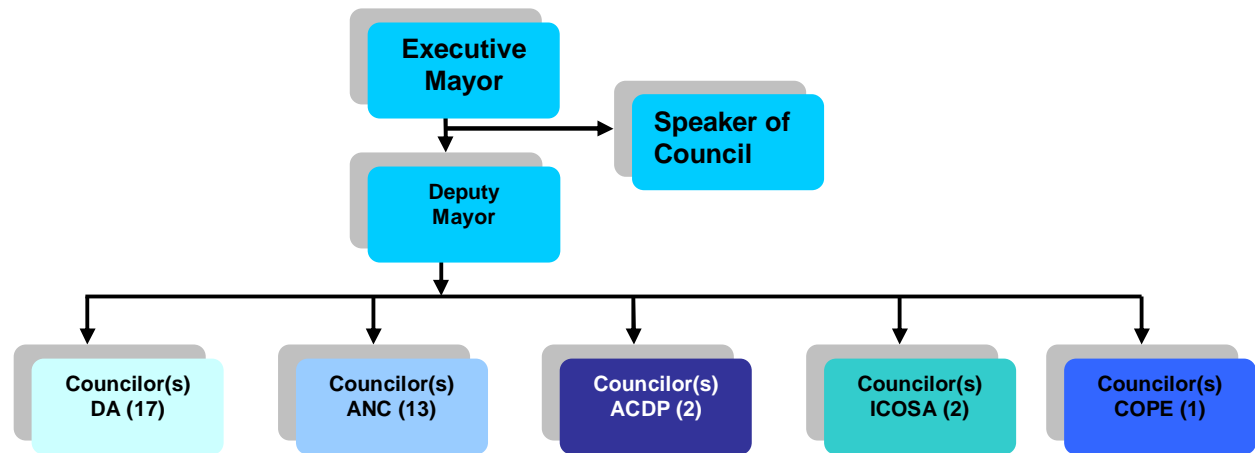 Executive
Mayor
Speaker of
Council
Deputy
Mayor
Councilor(s)
DA (17)
Councilor(s)
ANC (13)
Councilor(s)
ACDP (2)
Councilor(s)
ICOSA (2)
Councilor(s)
COPE (1)